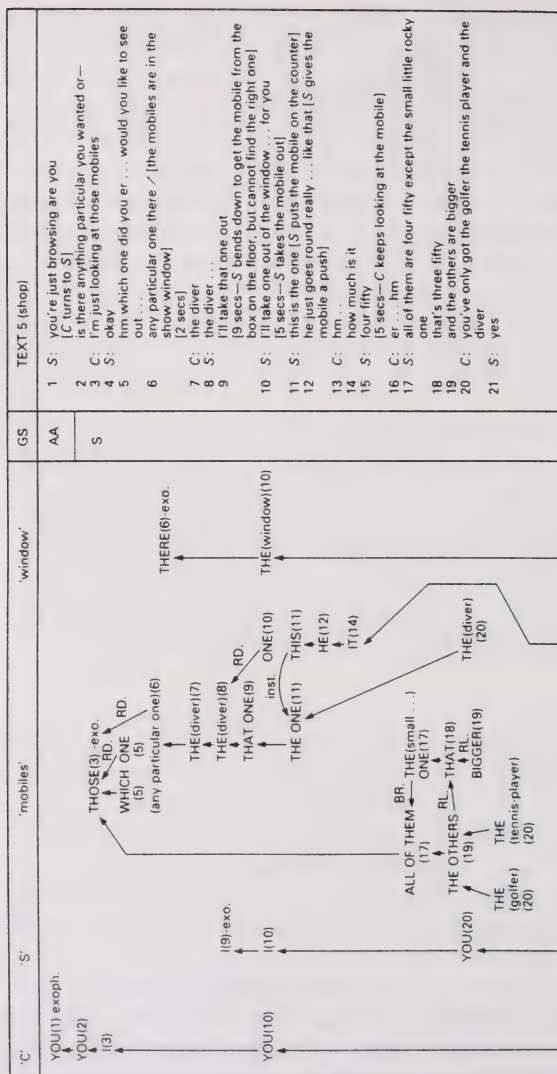 TEXT 5 (shop)
1 S: you're just browsing are you
[C turns to S]
2 is there anything particular you wanted or—
3 C: I'm just looking at those mobiles
4 S: okay
5 hm which one did you er .... would you like to see
out ...
6 any particular one there / [the mobiles are in the
show window]
[2 secs]
7 C: the diver
8 S: the diver ....
9 I'll take that one out
[9 secs—S bends down to get the mobile from the
box on the floor, but cannot find the right one]
10 S: I'll take one out of the window ... for you
[5 secs—S takes the mobile out]
11 S: this is the one [S puts the mobile on the counter]
12 he just goes round really .... like that [S gives the
mobile a push]
13 C: hm ...
14 how much is it
15 S: four fifty
[5 secs—C keeps looking at the mobile]
16 C: er ... hm
17 S: all of them are four fifty except the small little rocky
one
18 that's three fifty
19 and the others are bigger
20 C: you've only got the golfer the tennis player and the
diver
21 S: yes
GS
AA
S
'window'
THERE(6)-exo.
THE(window)(10)
'mobiles'
THOSE(3)-exo.
RD. RD.
WHICH ONE
(5) (5)
(any particular one)(6)
THE(diver)(7)
THE(diver)(8) RD.
THAT ONE(9) ONE(10)
inst.
THE ONE(11) THIS(11)
HE(12)
IT(14)
ALL OF THEM BR. THE(small ...)
(17) ONE(17)
THE OTHERS RL. THAT(18)
(19) RL.
BIGGER(19)
THE THE THE(diver)
(golfer) (tennis-player) (20)
(20) (20)
'S'
I(9)-exo.
I(10)
YOU(20)
'C'
YOU(1) exoph.
YOU(2)
I(3)
YOU(10)